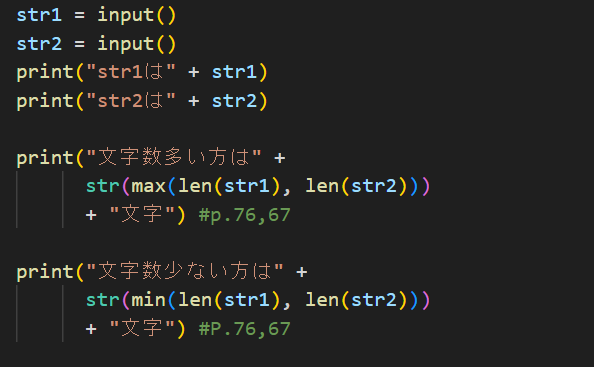 str1 = input()
str2 = input()
print("str1は" + str1)
print("str2は" + str2)
print("文字数多い方は" +
str(max(len(str1), len(str2)))
+ "文字") #p.76,67
print("文字数少ない方は" +
str(min(len(str1), len(str2)))
+ "文字") #P.76,67